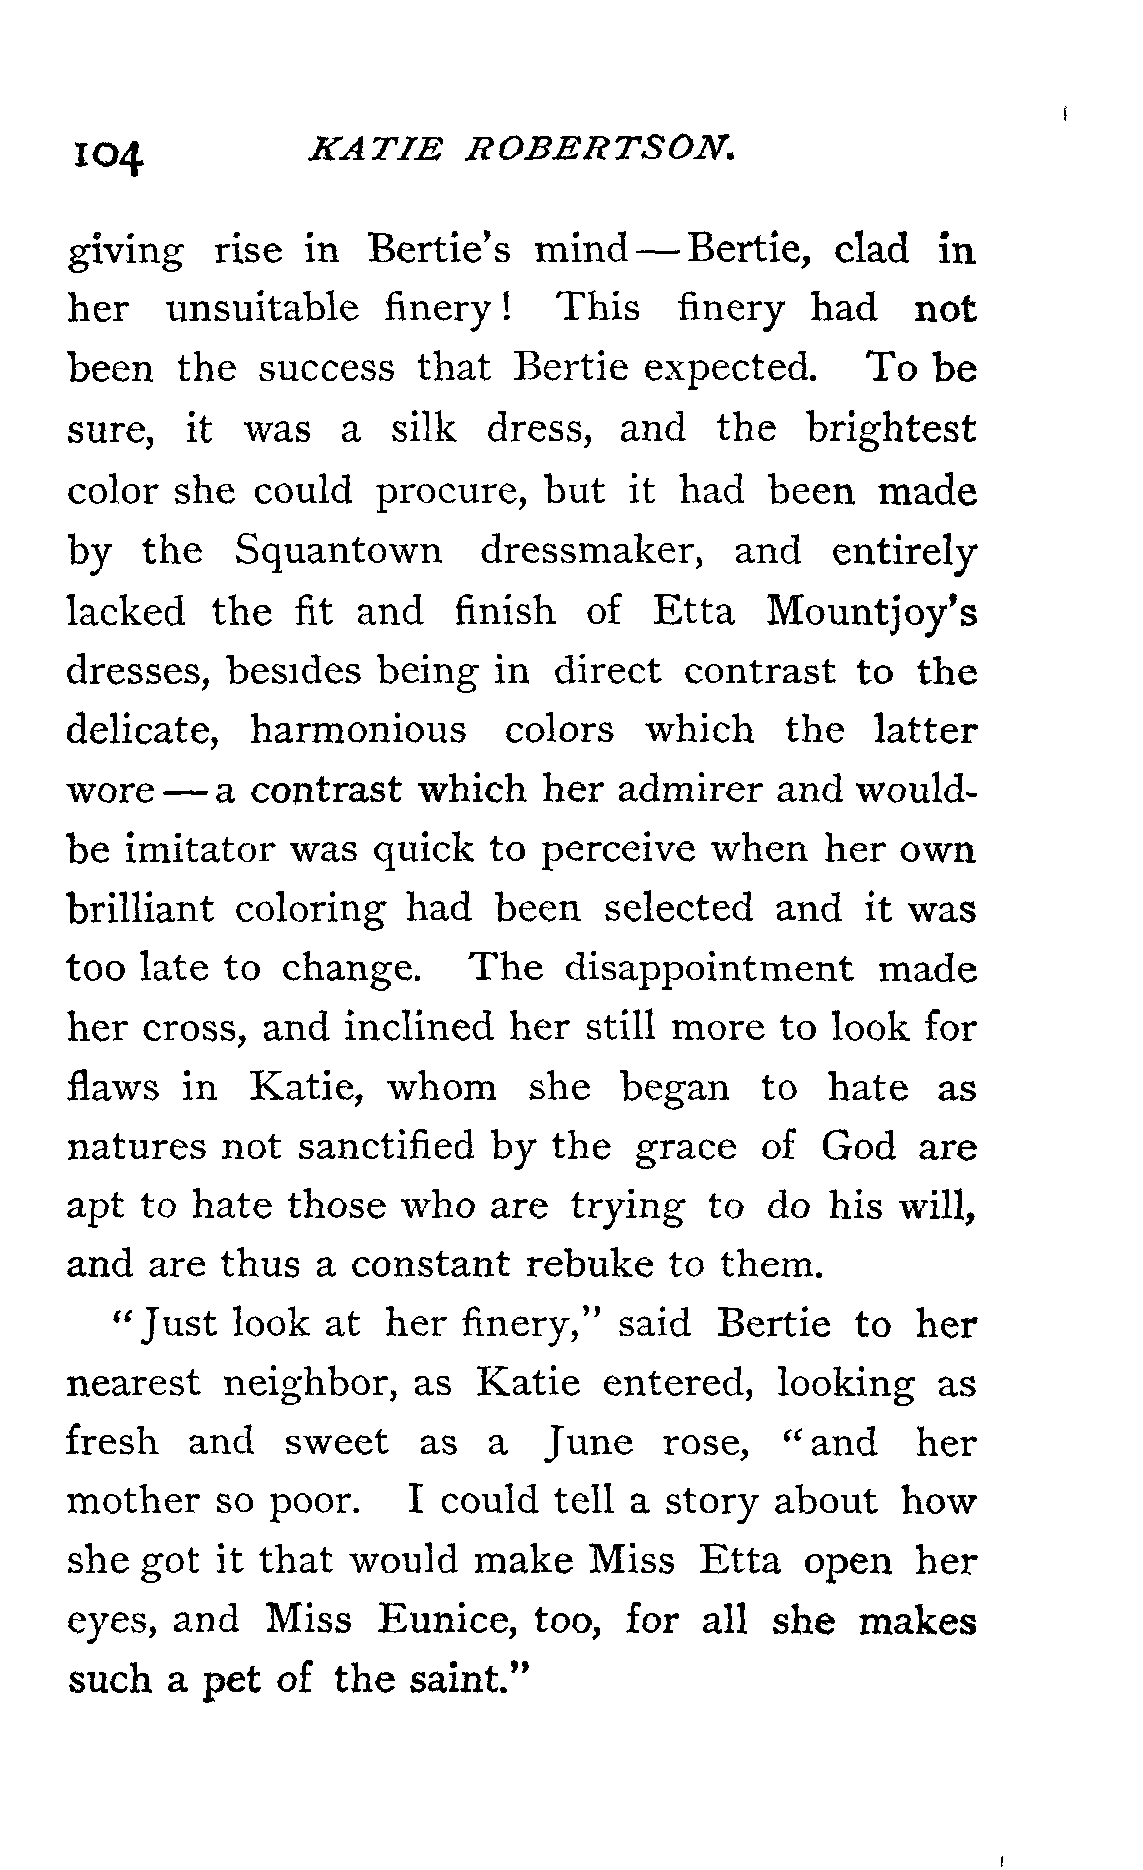 104 KATIE ROBERTSON.
giving rise in Bertie's mind—Bertie, clad in
her unsuitable finery! This finery had not
been the success that Bertie expected. To be
sure, it was a silk dress, and the brightest
color she could procure, but it had been made
by the Squantown dressmaker, and entirely
lacked the fit and finish of Etta Mountjoy's
dresses, besides being in direct contrast to the
delicate, harmonious colors which the latter
wore—a contrast which her admirer and would-
be imitator was quick to perceive when her own
brilliant coloring had been selected and it was
too late to change. The disappointment made
her cross, and inclined her still more to look for
flaws in Katie, whom she began to hate as
natures not sanctified by the grace of God are
apt to hate those who are trying to do his will,
and are thus a constant rebuke to them.
"Just look at her finery," said Bertie to her
nearest neighbor, as Katie entered, looking as
fresh and sweet as a June rose, "and her
mother so poor. I could tell a story about how
she got it that would make Miss Etta open her
eyes, and Miss Eunice, too, for all she makes
such a pet of the saint."